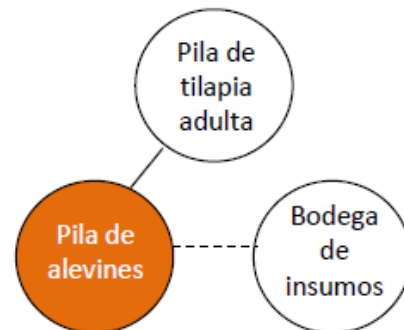 Pila de
tilapia
adulta
Pila de
alevines
Bodega
de
insumos